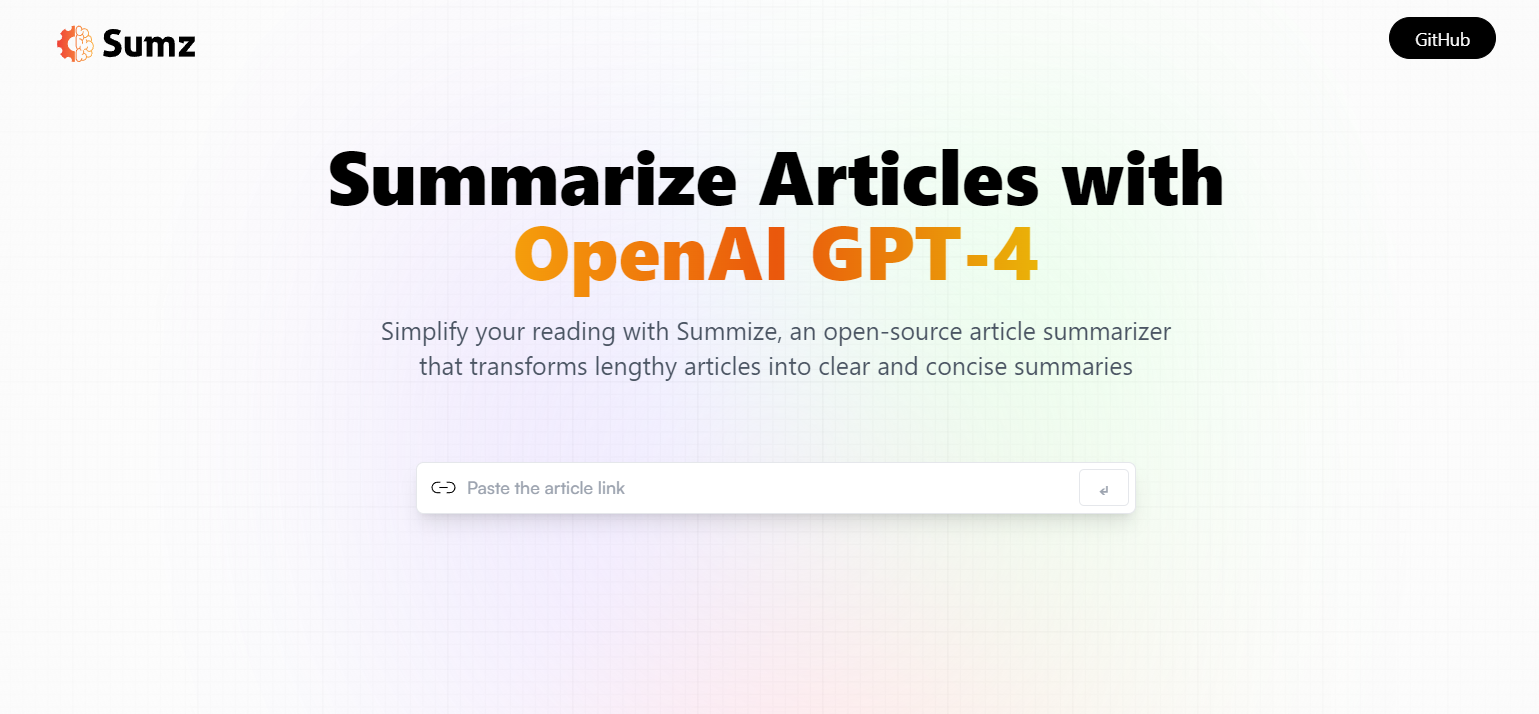 Sumz
GitHub
Summarize Articles with
OpenAI GPT-4
Simplify your reading with Summize, an open-source article summarizer
that transforms lengthy articles into clear and concise summaries
Paste the article link
↵